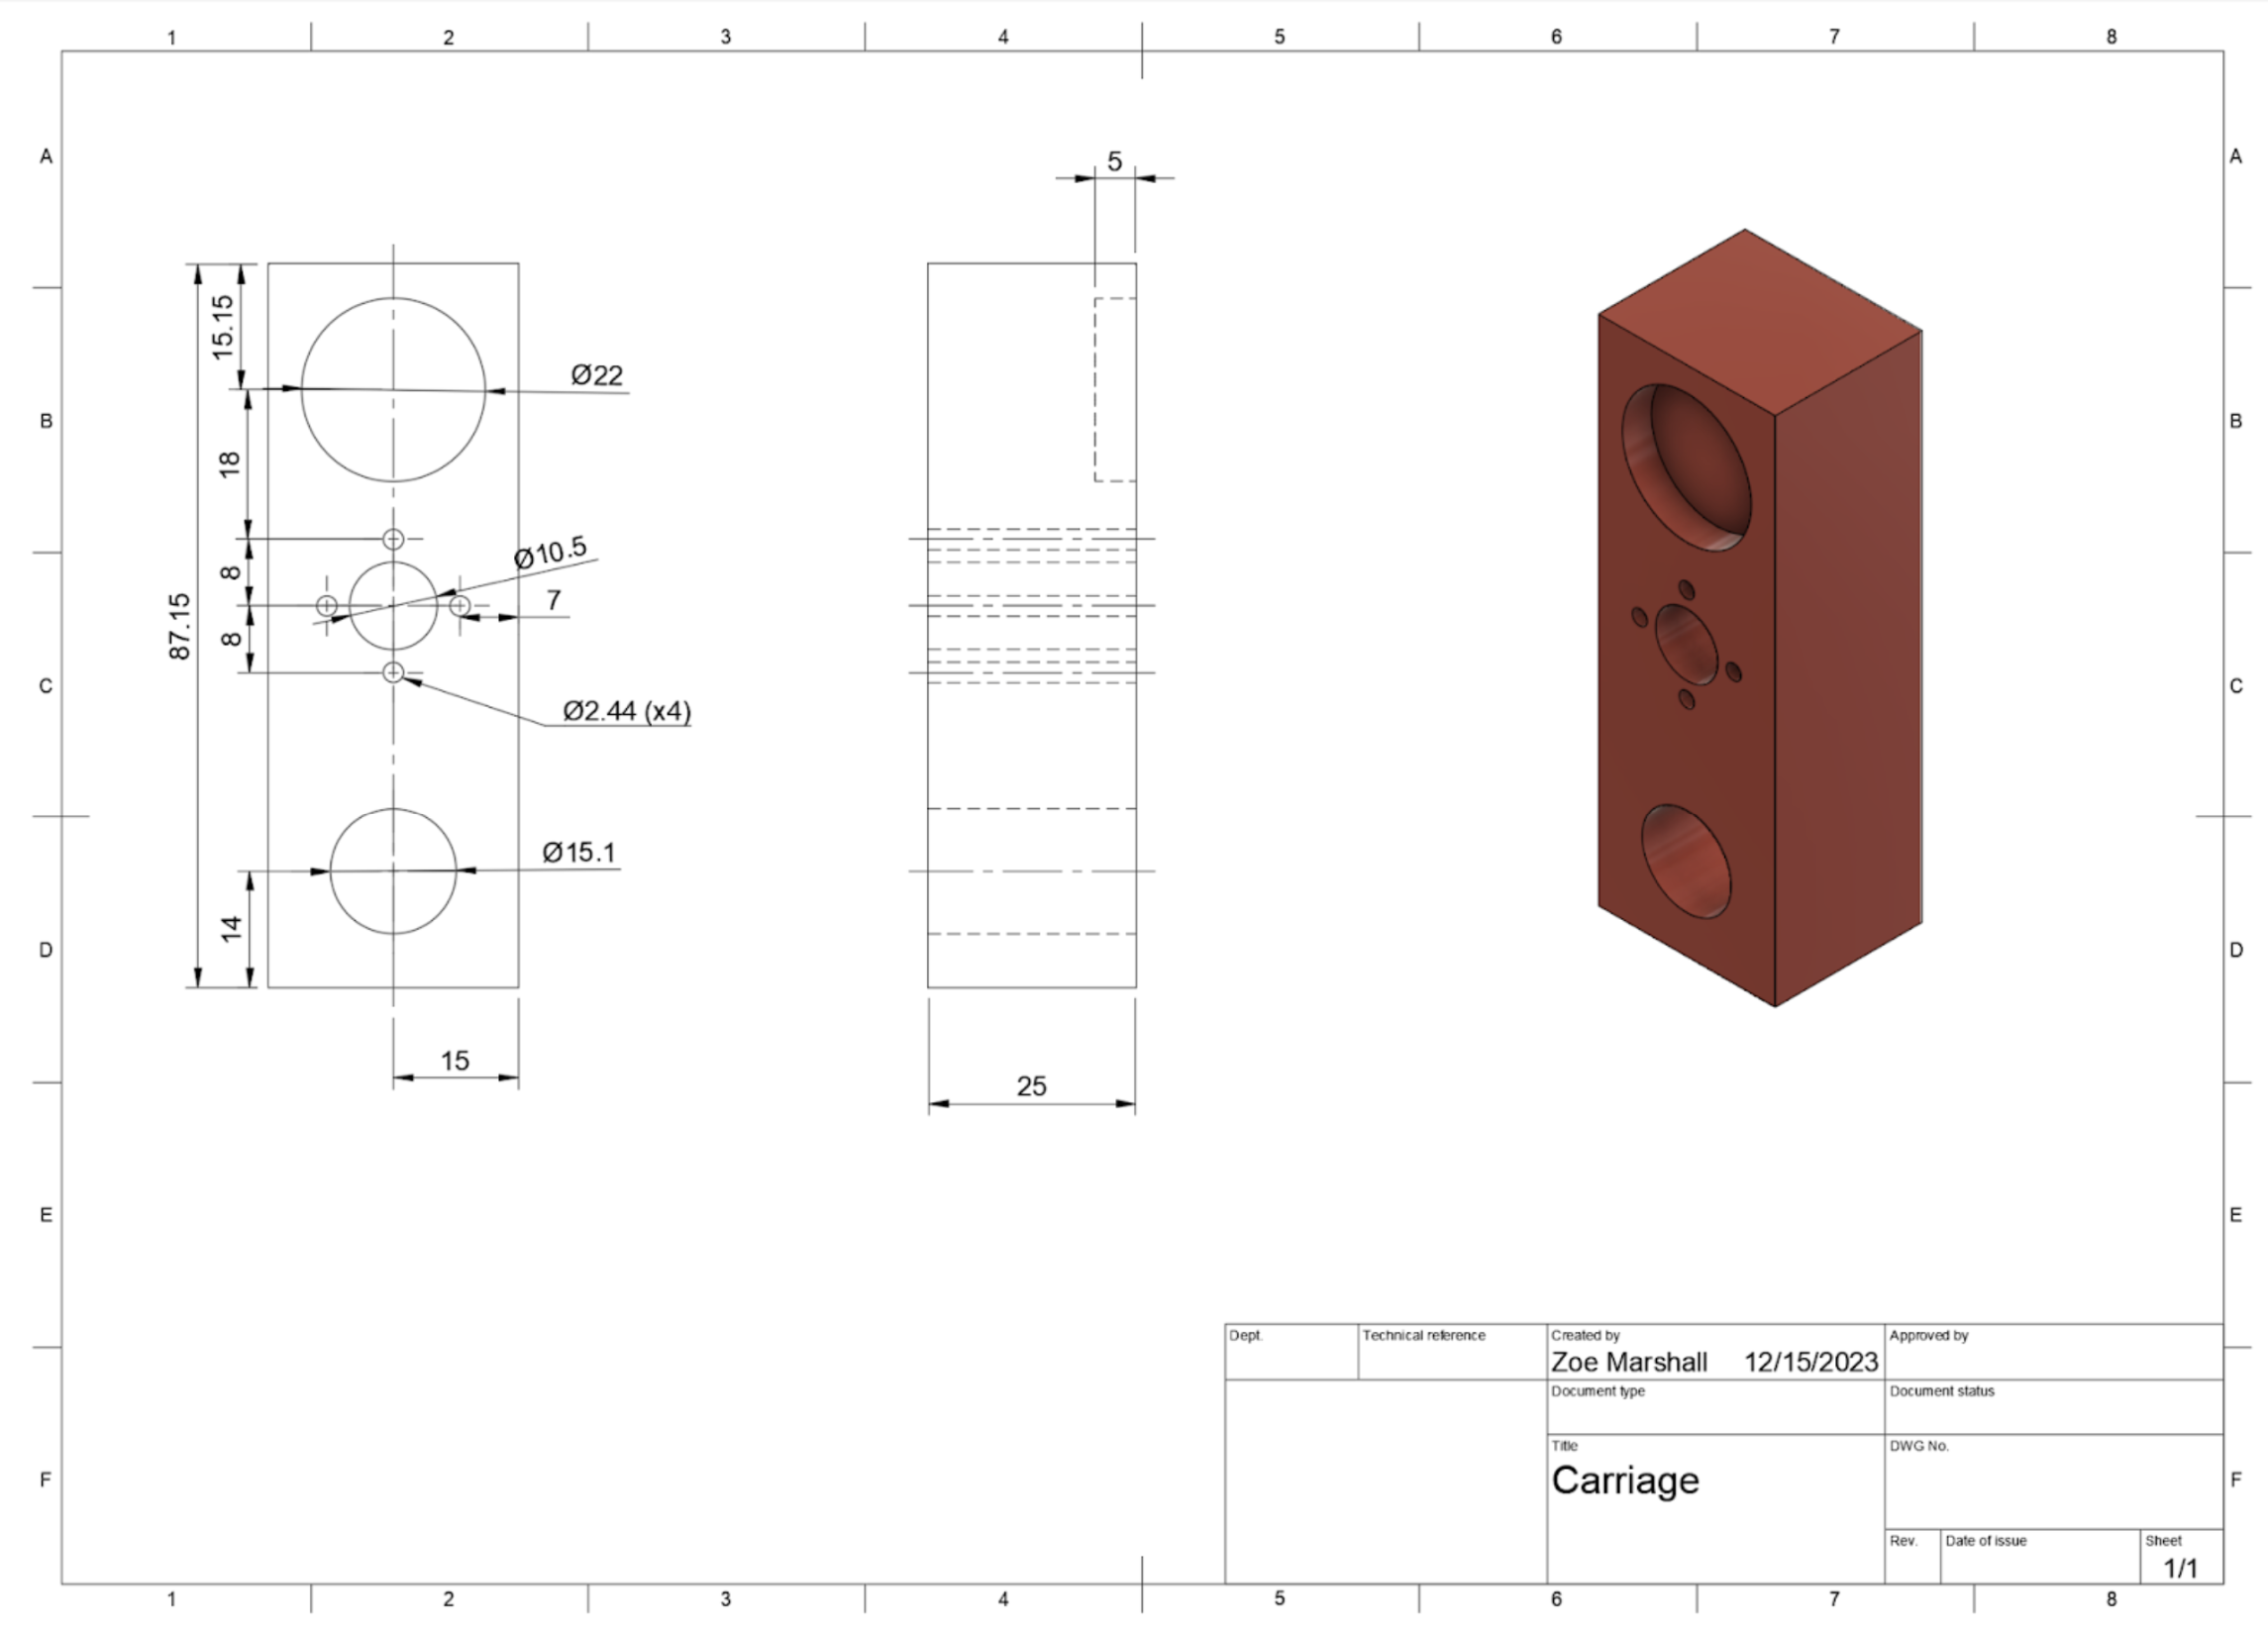 1 2 3 4 5 6 7 8
A A
B B
C C
D D
E E
F F
5
15.15
Ø22
18
Ø10.5
8
7
87.15
8
Ø2.44 (x4)
Ø15.1
14
15
25
Dept.
Technical reference
Created by
Zoe Marshall 12/15/2023
Approved by
Document type
Document status
Title
Carriage
DWG No.
Rev.
Date of issue
Sheet
1/1
1 2 3 4 5 6 7 8